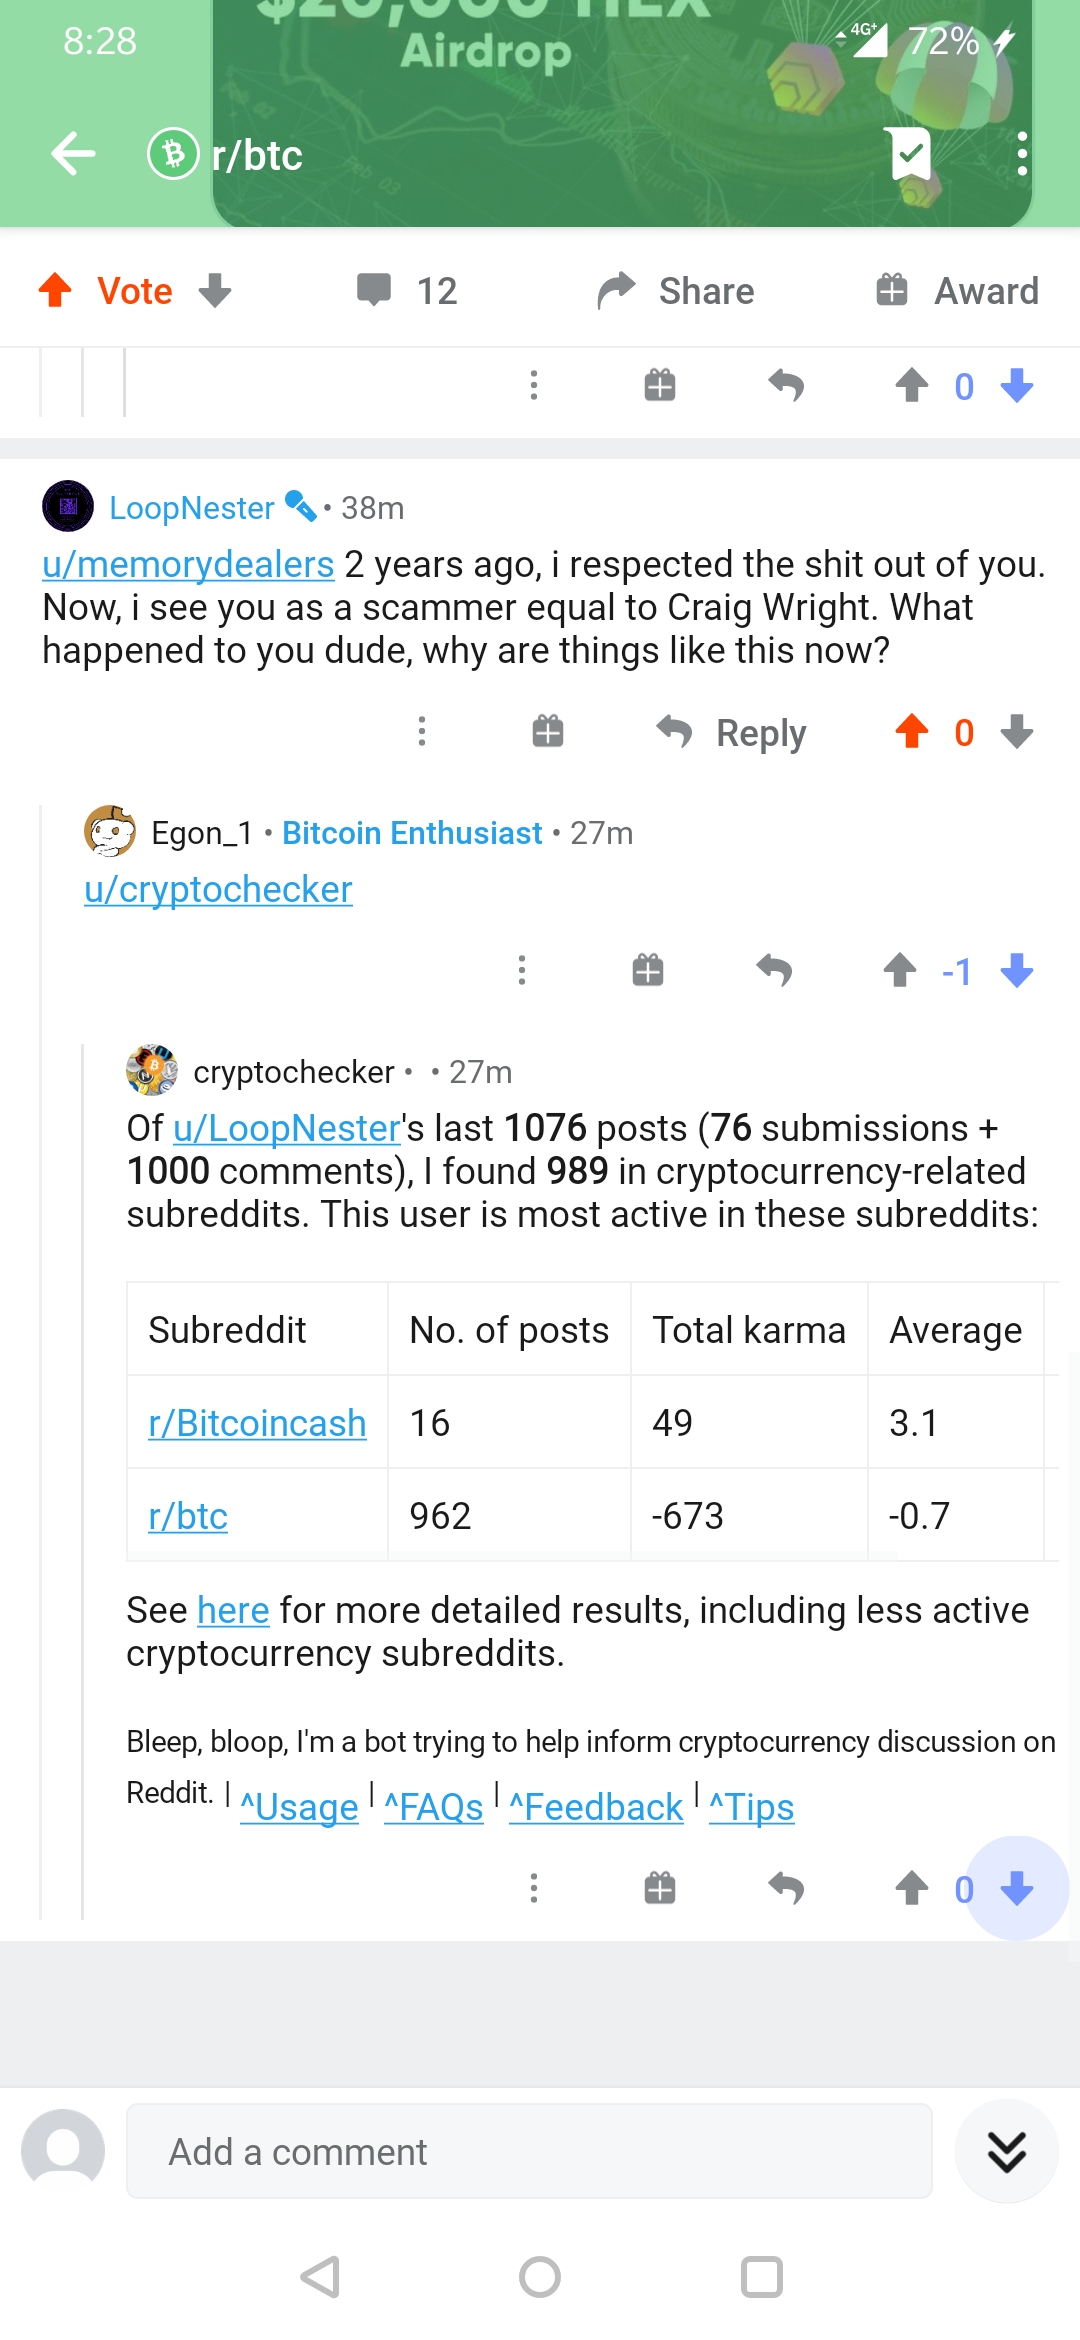 $20,000 HEX
Airdrop
8:28
4G+
72%
r/btc
Feb 03
Vote
12
Share
Award
0
LoopNester • 38m
u/memorydealers 2 years ago, i respected the shit out of you.
Now, i see you as a scammer equal to Craig Wright. What
happened to you dude, why are things like this now?
Reply
0
Egon_1 • Bitcoin Enthusiast • 27m
u/cryptochecker
-1
cryptochecker • • 27m
Of u/LoopNester's last 1076 posts (76 submissions +
1000 comments), I found 989 in cryptocurrency-related
subreddits. This user is most active in these subreddits:
Subreddit No. of posts Total karma Average
r/Bitcoincash 16 49 3.1
r/btc 962 -673 -0.7
See here for more detailed results, including less active
cryptocurrency subreddits.
Bleep, bloop, I'm a bot trying to help inform cryptocurrency discussion on
Reddit. | ^Usage | ^FAQs | ^Feedback | ^Tips
0
Add a comment